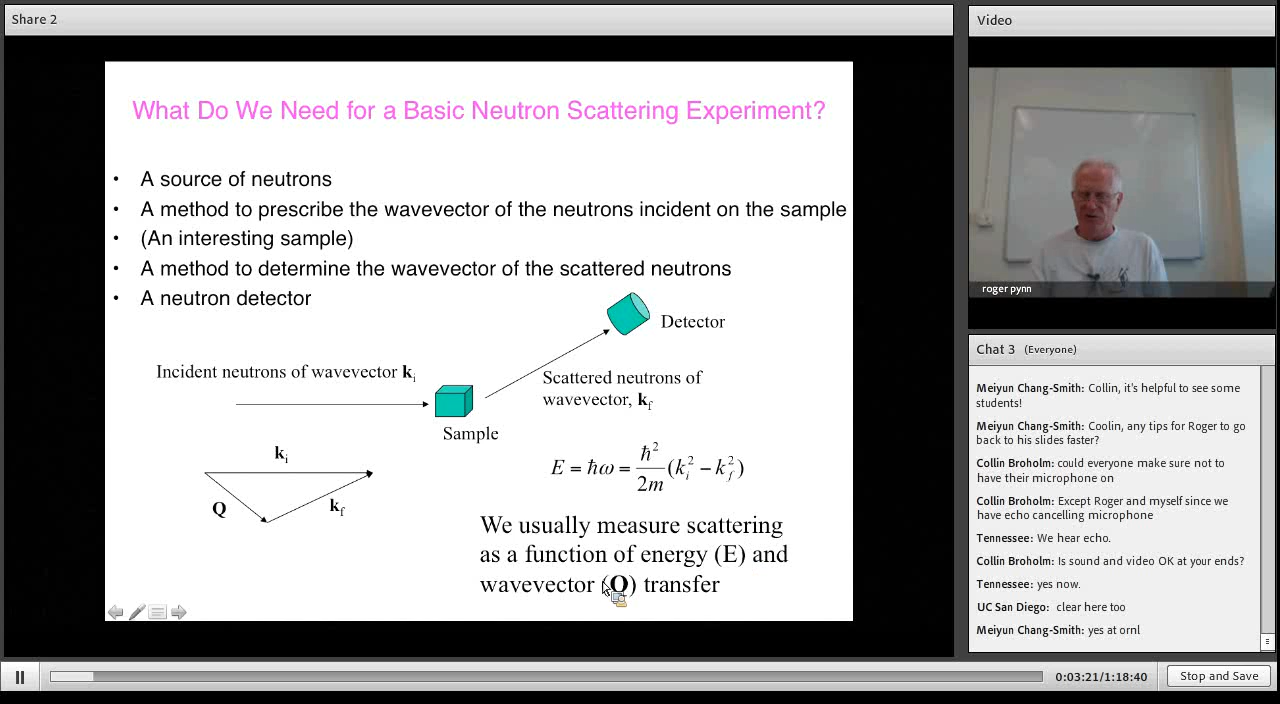 Share 2
What Do We Need for a Basic Neutron Scattering Experiment?
• A source of neutrons
• A method to prescribe the wavevector of the neutrons incident on the sample
• (An interesting sample)
• A method to determine the wavevector of the scattered neutrons
• A neutron detector
Detector
Incident neutrons of wavevector kᵢ
Scattered neutrons of
wavevector, k_f
Sample
kᵢ
Q
k_f
E = ħω = ħ²/2m (kᵢ² − k_f²)
We usually measure scattering
as a function of energy (E) and
wavevector (Q) transfer
Video
roger pynn
Chat 3 (Everyone)
Meiyun Chang-Smith: Collin, it's helpful to see some
students!
Meiyun Chang-Smith: Coolin, any tips for Roger to go
back to his slides faster?
Collin Broholm: could everyone make sure not to
have their microphone on
Collin Broholm: Except Roger and myself since we
have echo cancelling microphone
Tennessee: We hear echo.
Collin Broholm: Is sound and video OK at your ends?
Tennessee: yes now.
UC San Diego: clear here too
Meiyun Chang-Smith: yes at ornl
0:03:21/1:18:40
Stop and Save